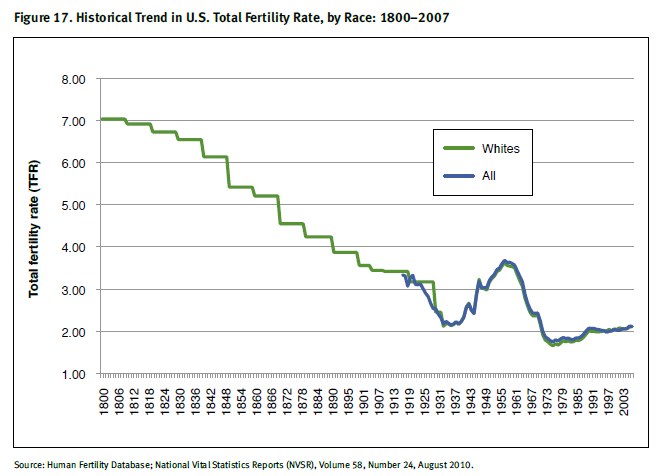 Figure 17. Historical Trend in U.S. Total Fertility Rate, by Race: 1800–2007
8.00
7.00
6.00
5.00
4.00
3.00
2.00
1.00
Total fertility rate (TFR)
Whites
All
1800 1806 1812 1818 1824 1830 1836 1842 1848 1854 1860 1866 1872 1878 1884 1890 1895 1901 1907 1913 1919 1925 1931 1937 1943 1949 1955 1961 1967 1973 1979 1985 1991 1997 2003
Source: Human Fertility Database; National Vital Statistics Reports (NVSR), Volume 58, Number 24, August 2010.